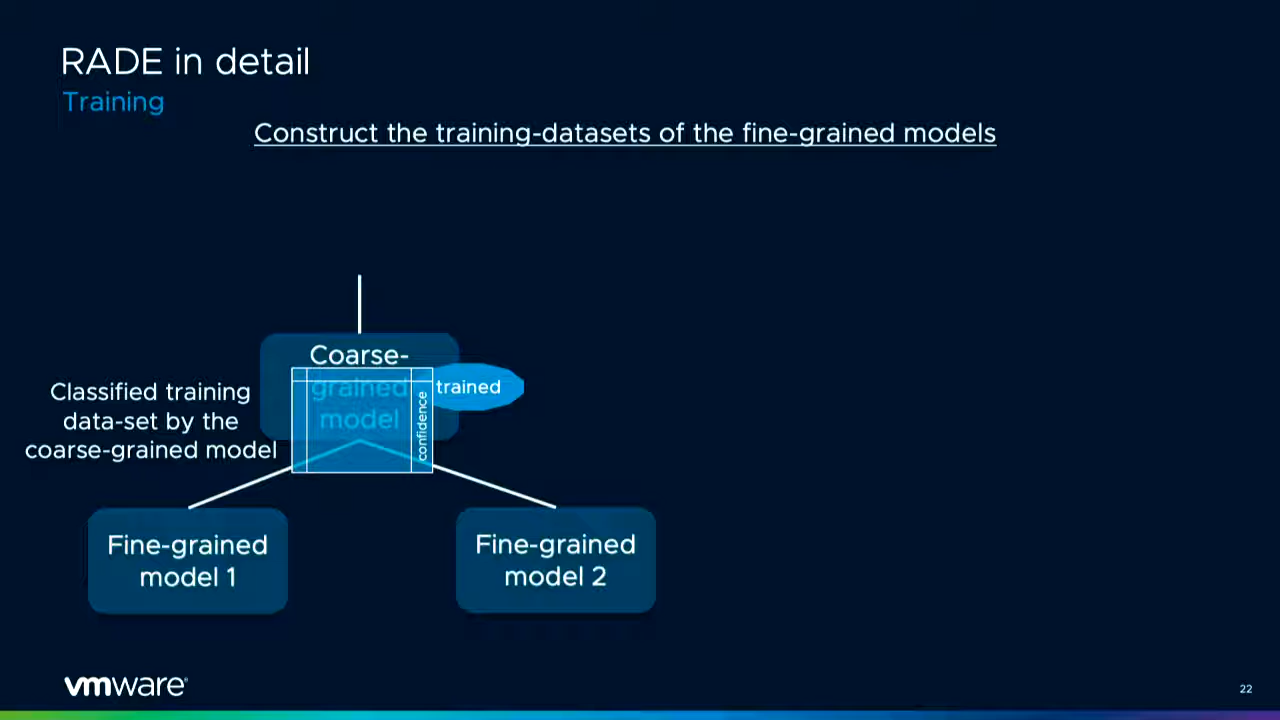 RADE in detail
Training
Construct the training-datasets of the fine-grained models
Coarse-
grained
model
trained
confidence
Classified training
data-set by the
coarse-grained model
Fine-grained
model 1
Fine-grained
model 2
vmware®
22